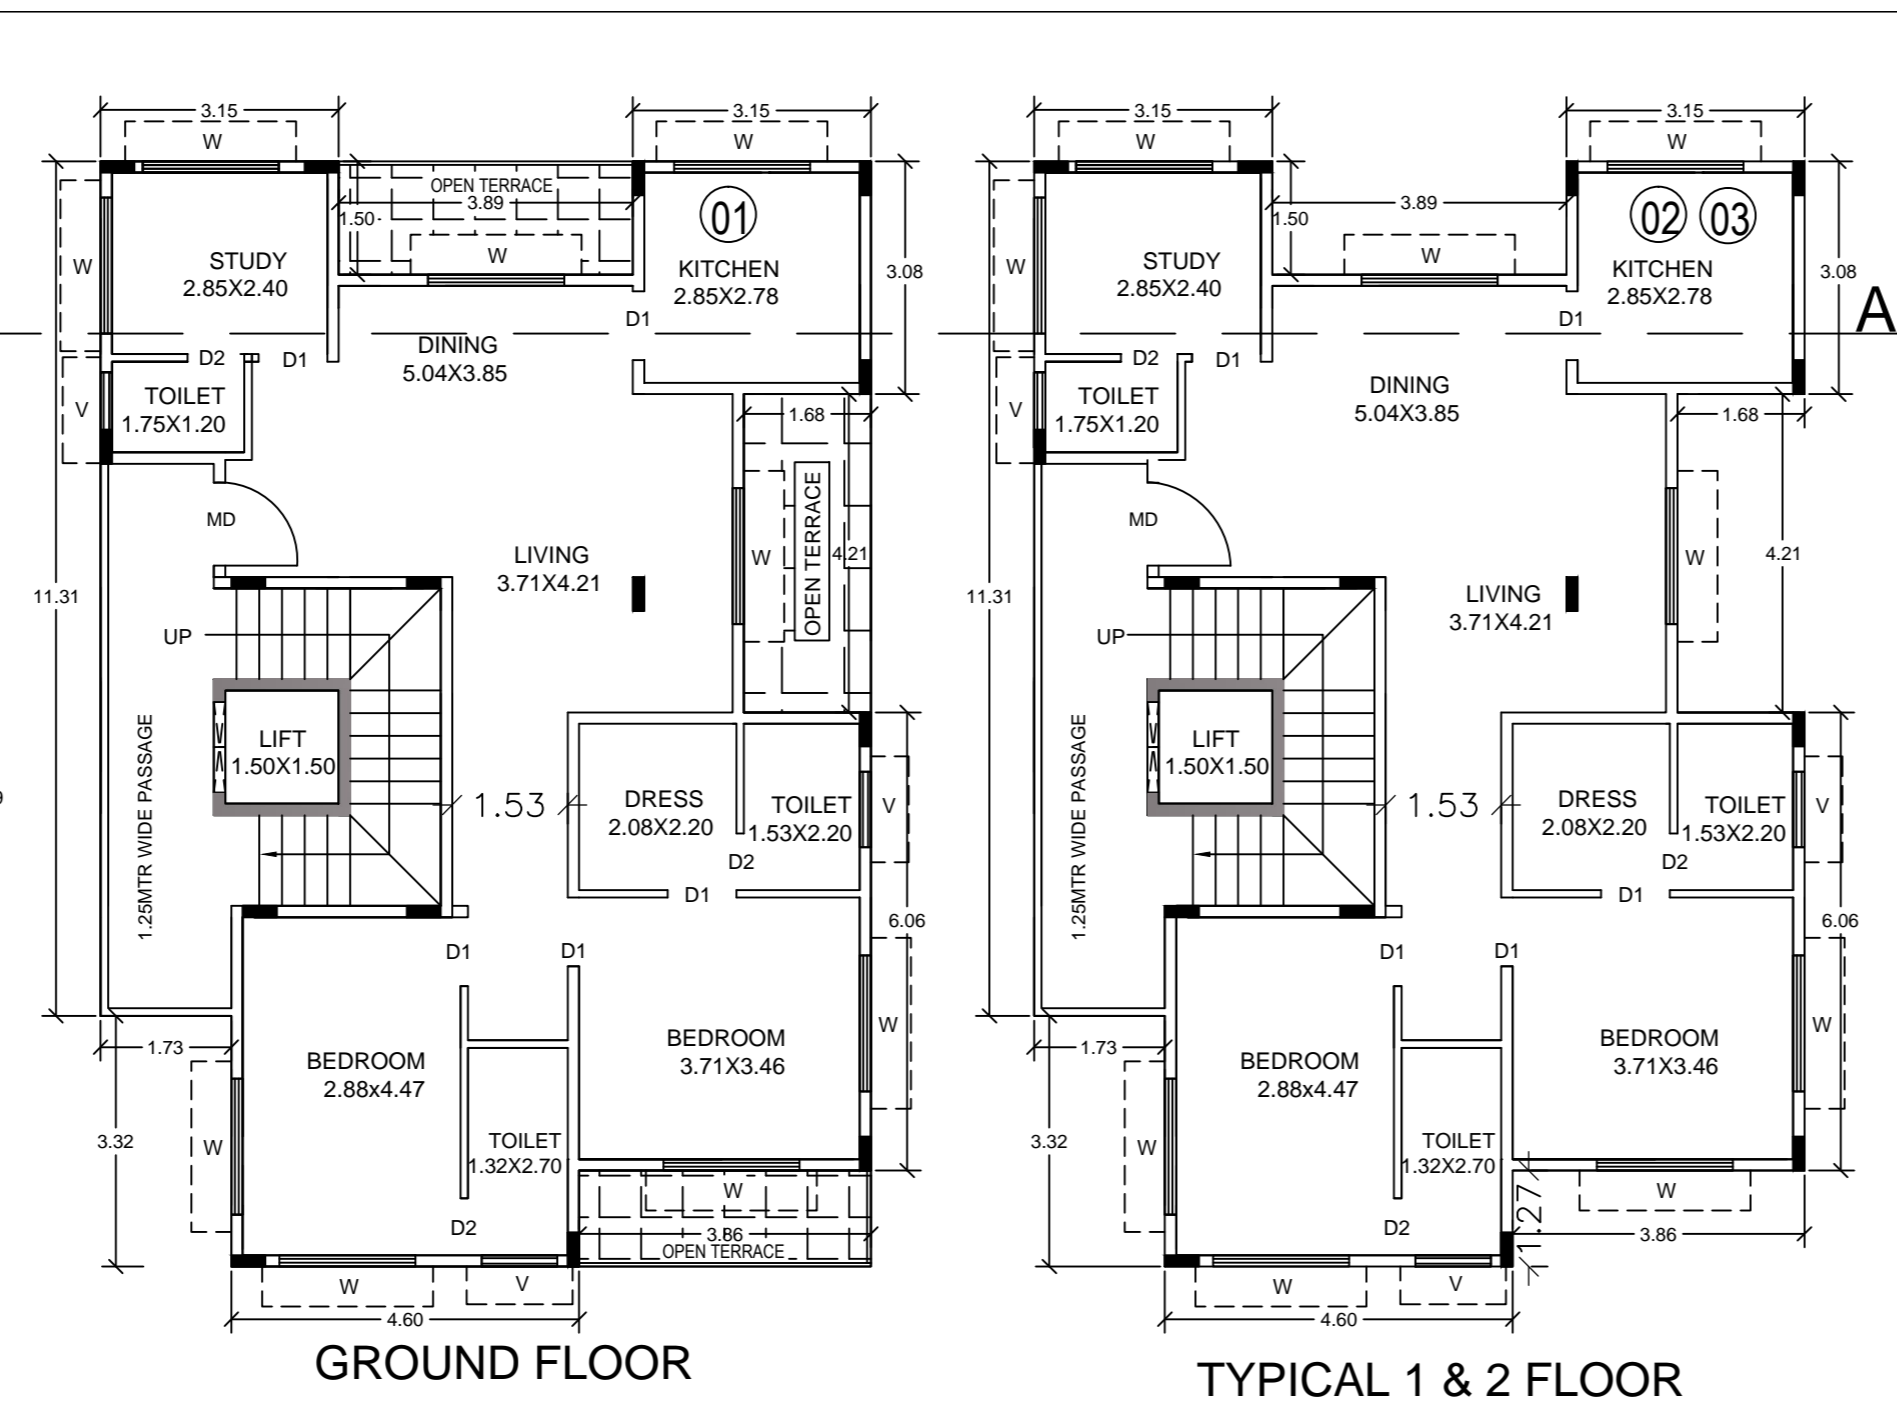 3.15
W
3.15
W
OPEN TERRACE
3.89
1.50
W
01
STUDY
2.85X2.40
KITCHEN
2.85X2.78
3.08
W
D1
DINING
5.04X3.85
D2
D1
TOILET
1.75X1.20
V
1.68
MD
LIVING
3.71X4.21
W
OPEN TERRACE
4.21
11.31
UP
LIFT
1.50X1.50
1.25MTR WIDE PASSAGE
1.53
DRESS
2.08X2.20
TOILET
1.53X2.20
V
D2
D1
6.06
D1
D1
W
1.73
BEDROOM
2.88x4.47
BEDROOM
3.71X3.46
3.32
W
TOILET
1.32X2.70
W
D2
3.86
OPEN TERRACE
W
V
4.60
GROUND FLOOR
3.15
W
3.15
W
3.89
1.50
W
02
03
STUDY
2.85X2.40
KITCHEN
2.85X2.78
3.08
A
W
D1
DINING
5.04X3.85
D2
D1
TOILET
1.75X1.20
V
1.68
MD
LIVING
3.71X4.21
W
4.21
11.31
UP
LIFT
1.50X1.50
1.25MTR WIDE PASSAGE
1.53
DRESS
2.08X2.20
TOILET
1.53X2.20
V
D2
D1
6.06
D1
D1
W
1.73
BEDROOM
2.88x4.47
BEDROOM
3.71X3.46
3.32
W
TOILET
1.32X2.70
1.27
W
D2
3.86
W
V
4.60
TYPICAL 1 & 2 FLOOR